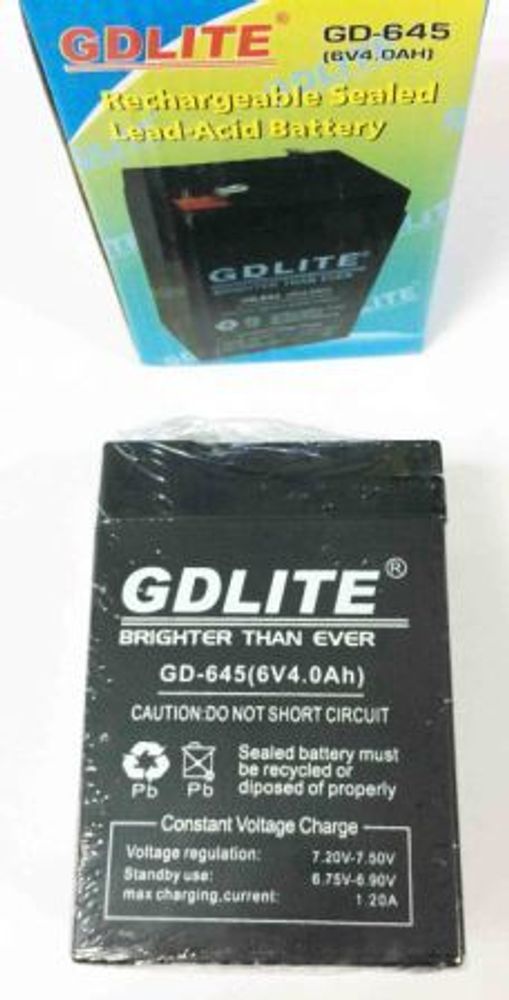 GDLITE®
GD-645
(6V4.0AH)
Rechargeable Sealed
Lead-Acid Battery
GDLITE®
BRIGHTER THAN EVER
GDLITE®
BRIGHTER THAN EVER
GD-645(6V4.0Ah)
CAUTION:DO NOT SHORT CIRCUIT
Sealed battery must
be recycled or
diposed of properly
Pb Pb
Constant Voltage Charge
Voltage regulation: 7.20V-7.50V
Standby use: 6.75V-6.90V
max charging.current: 1.20A